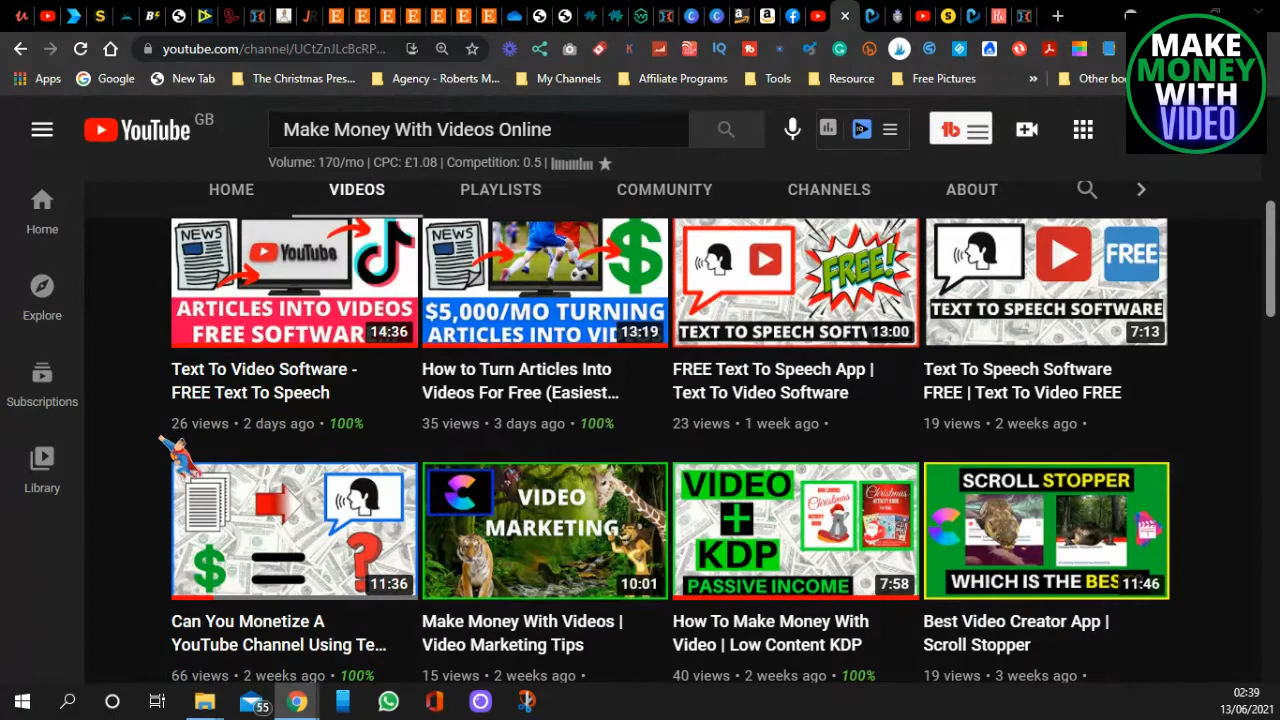 youtube.com/channel/UCtZnJLcBcRP...
Apps
Google
New Tab
The Christmas Pres...
Agency - Roberts M...
My Channels
Affiliate Programs
Tools
Resource
Free Pictures
»
Other boo
MAKE
MONEY
WITH
VIDEO
YouTube
GB
Make Money With Videos Online
Volume: 170/mo | CPC: £1.08 | Competition: 0.5 |
HOME
VIDEOS
PLAYLISTS
COMMUNITY
CHANNELS
ABOUT
Home
Explore
Subscriptions
Library
NEWS
YouTube
ARTICLES INTO VIDEOS
FREE SOFTWAR
14:36
Text To Video Software -
FREE Text To Speech
26 views • 2 days ago • 100%
NEWS
$
$5,000/MO TURNING
ARTICLES INTO VID
13:19
How to Turn Articles Into
Videos For Free (Easiest...
35 views • 3 days ago • 100%
FREE!
TEXT TO SPEECH SOFTW
13:00
FREE Text To Speech App |
Text To Video Software
23 views • 1 week ago •
FREE
TEXT TO SPEECH SOFTWARE
7:13
Text To Speech Software
FREE | Text To Video FREE
19 views • 2 weeks ago •
$ = ?
11:36
Can You Monetize A
YouTube Channel Using Te...
66 views • 2 weeks ago • 100%
VIDEO
MARKETING
10:01
Make Money With Videos |
Video Marketing Tips
15 views • 2 weeks ago •
VIDEO
+
KDP
PASSIVE INCOME
7:58
How To Make Money With
Video | Low Content KDP
40 views • 2 weeks ago • 100%
SCROLL STOPPER
WHICH IS THE BES
11:46
Best Video Creator App |
Scroll Stopper
19 views • 3 weeks ago •
55
02:39
13/06/2021